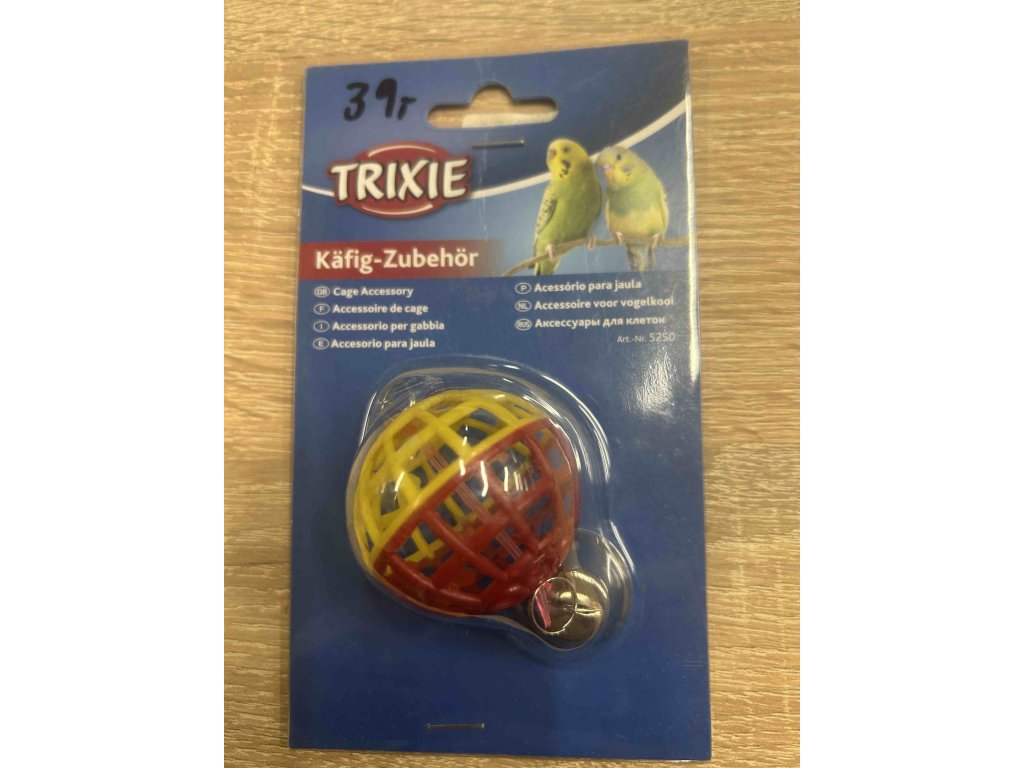 39г
TRIXIE
Käfig-Zubehör
GB Cage Accessory
F Accessoire de cage
I Accessorio per gabbia
E Accesorio para jaula
P Acessório para jaula
NL Accessoire voor vogelkooi
RUS Аксессуары для клеток
Art.-Nr. 5250